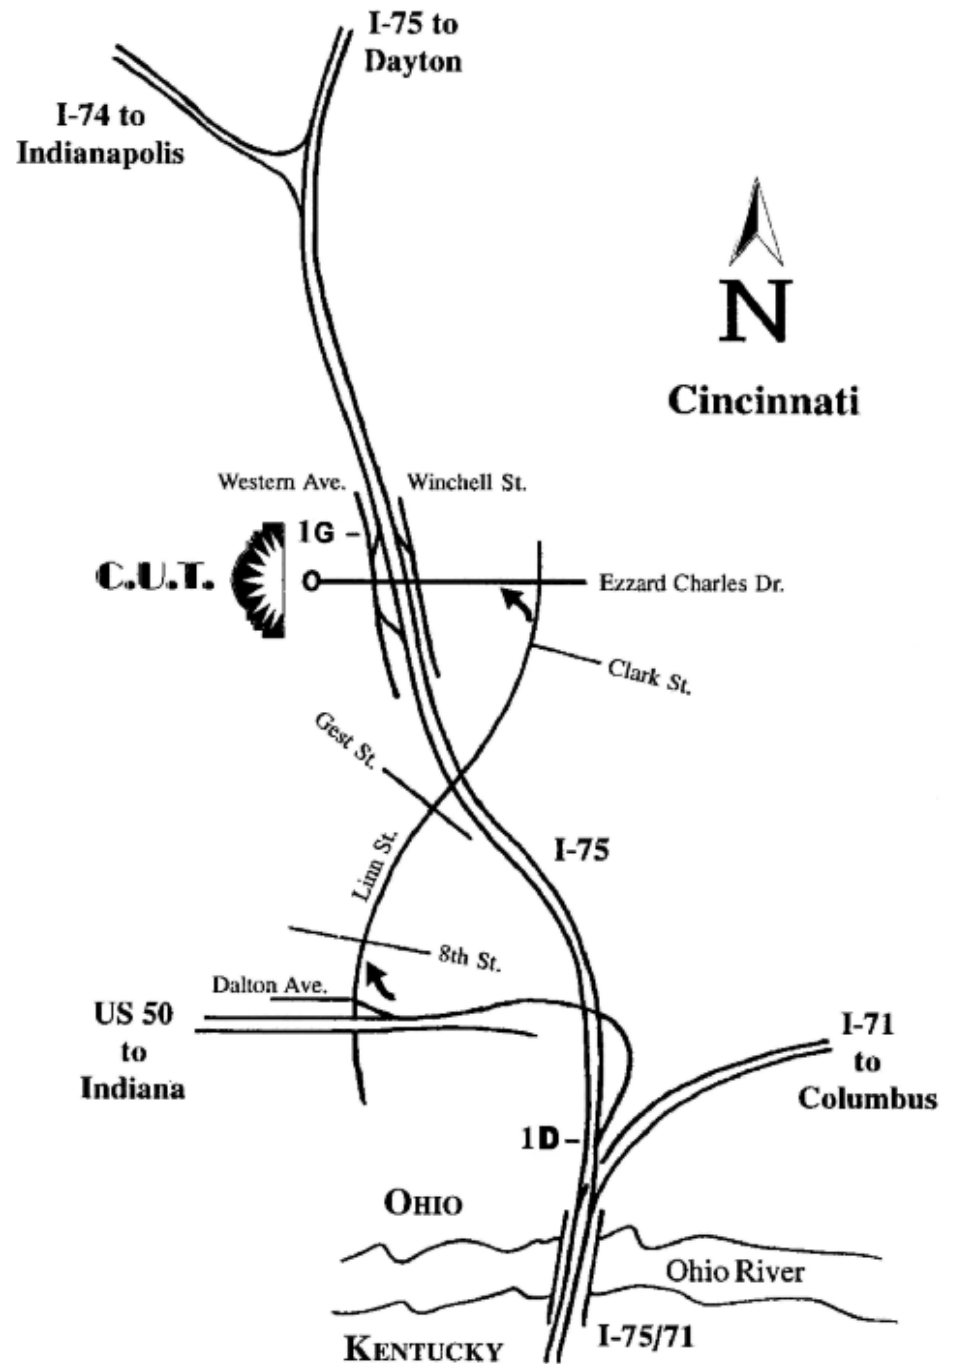 I-75 to
Dayton
I-74 to
Indianapolis
N
Cincinnati
Western Ave.
Winchell St.
1G
C.U.T.
Ezzard Charles Dr.
Clark St.
Gest St.
Linn St.
I-75
8th St.
Dalton Ave.
US 50
to
Indiana
I-71
to
Columbus
1D
OHIO
Ohio River
I-75/71
KENTUCKY